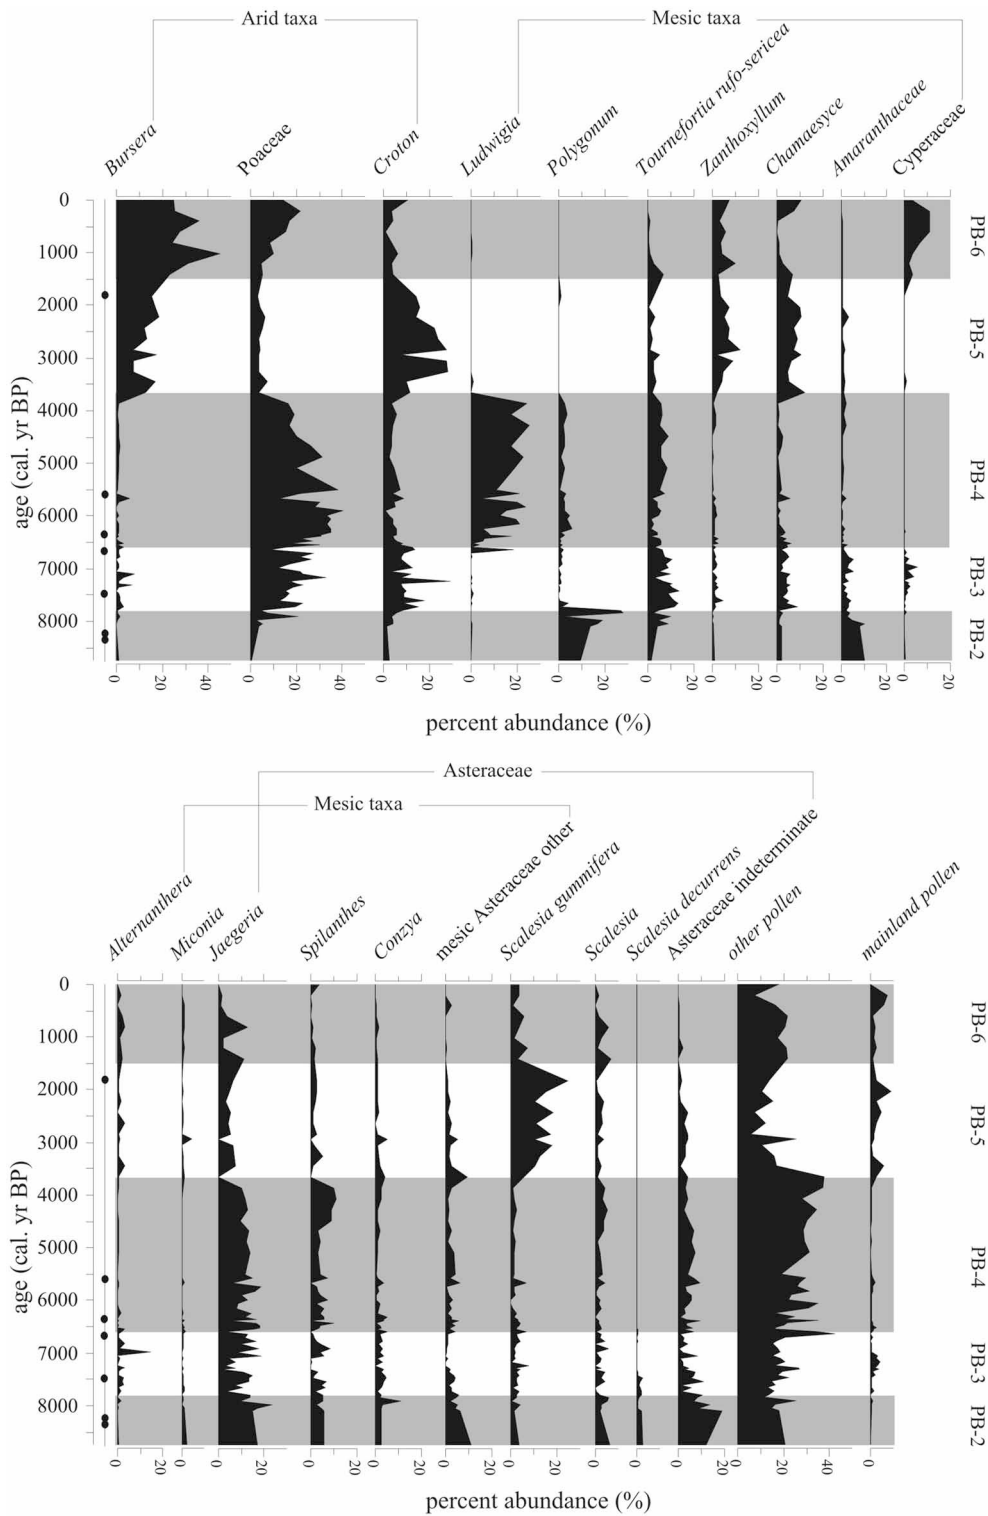 Arid taxa
Mesic taxa
Bursera
Poaceae
Croton
Ludwigia
Polygonum
Tournefortia rufo-sericea
Zanthoxyllum
Chamaesyce
Amaranthaceae
Cyperaceae
age (cal. yr BP)
0
1000
2000
3000
4000
5000
6000
7000
8000
PB-6
PB-5
PB-4
PB-3
PB-2
0 20 40 0 20 40 0 20 0 20 0 20 0 20 0 20 0 20 0 20 0 20
percent abundance (%)
Asteraceae
Mesic taxa
Alternanthera
Miconia
Jaegeria
Spilanthes
Conzya
mesic Asteraceae other
Scalesia gummifera
Scalesia
Scalesia decurrens
Asteraceae indeterminate
other pollen
mainland pollen
age (cal. yr BP)
0
1000
2000
3000
4000
5000
6000
7000
8000
PB-6
PB-5
PB-4
PB-3
PB-2
0 20 0 0 20 0 20 0 20 0 20 0 20 0 20 0 0 20 0 20 40 0
percent abundance (%)